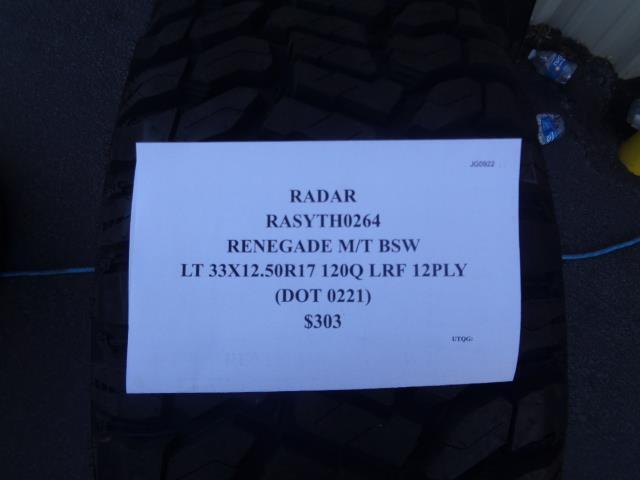 JG0922
RADAR
RASYTH0264
RENEGADE M/T BSW
LT 33X12.50R17 120Q LRF 12PLY
(DOT 0221)
$303
UTQG: